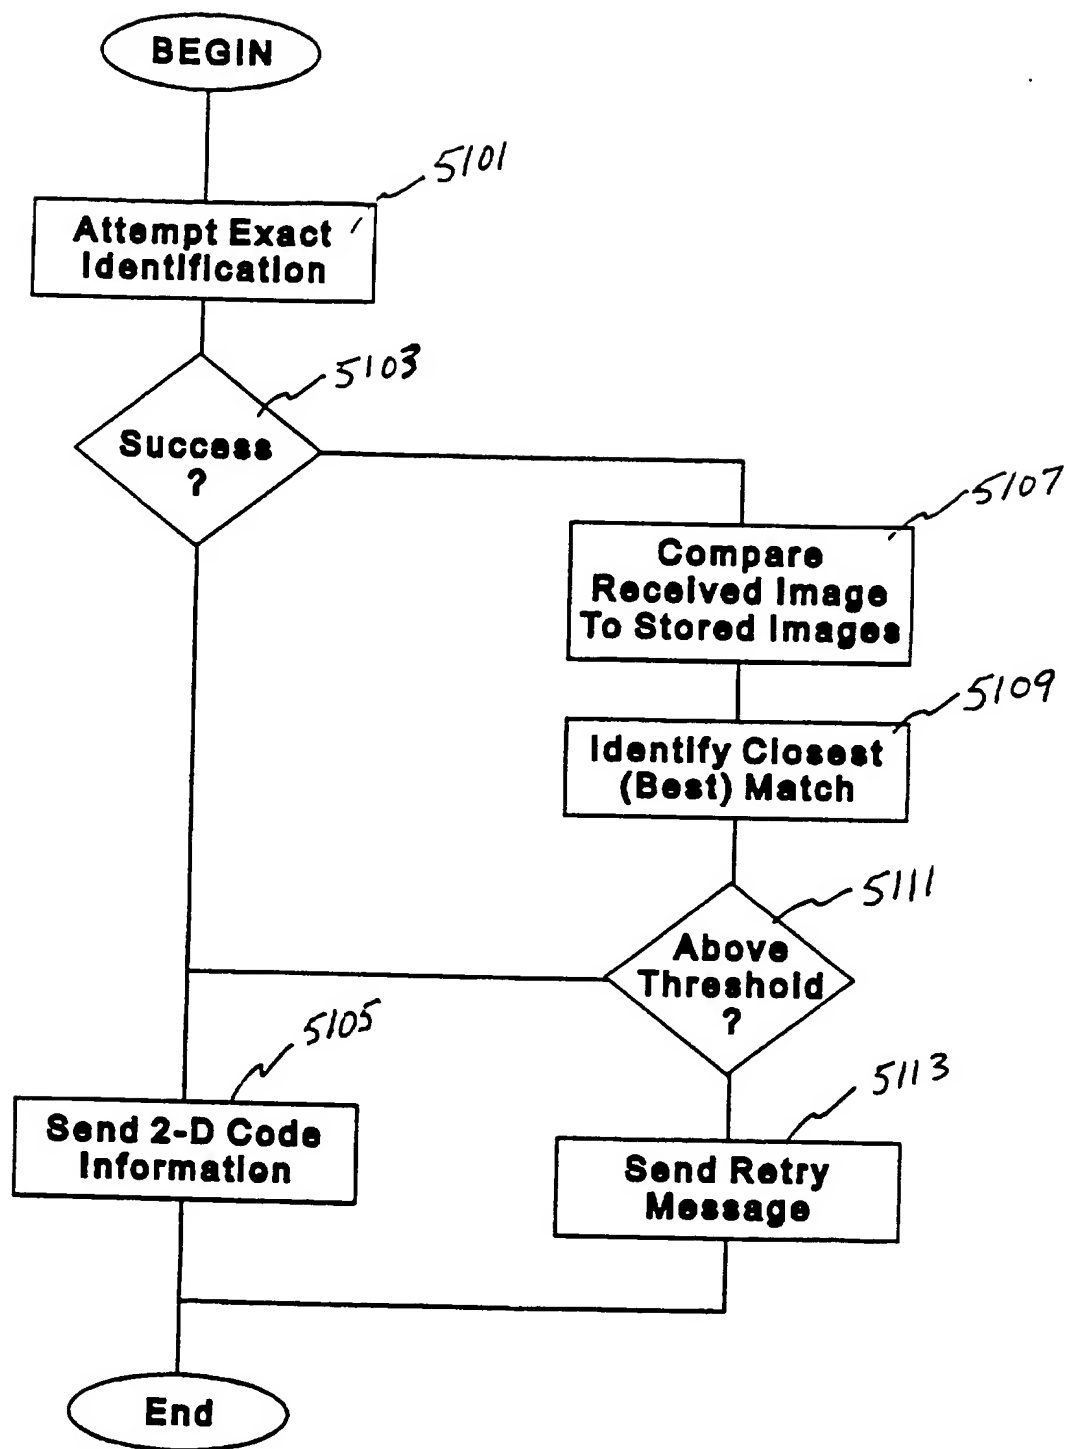 BEGIN
5101
Attempt Exact
Identification
5103
Success
?
5107
Compare
Received Image
To Stored Images
5109
Identify Closest
(Best) Match
5111
Above
Threshold
?
5105
Send 2-D Code
Information
5113
Send Retry
Message
End